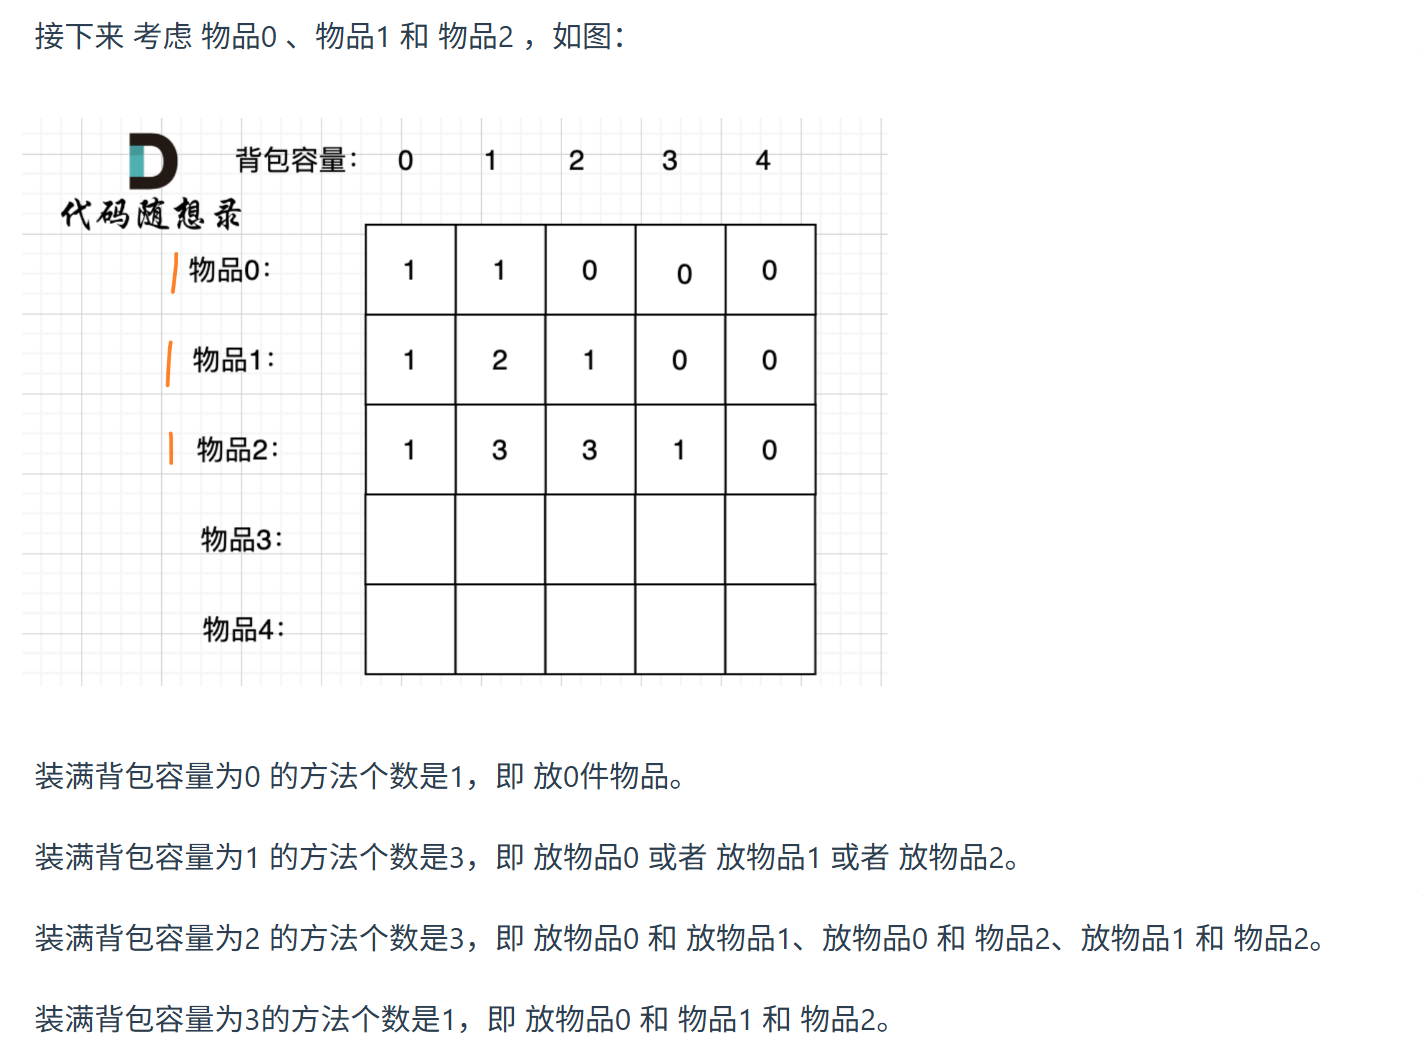 接下来 考虑 物品0 、物品1 和 物品2 ，如图：
背包容量： 0 1 2 3 4
代码随想录
物品0： 1 1 0 0 0
物品1： 1 2 1 0 0
物品2： 1 3 3 1 0
物品3：
物品4：
装满背包容量为0 的方法个数是1，即 放0件物品。
装满背包容量为1 的方法个数是3，即 放物品0 或者 放物品1 或者 放物品2。
装满背包容量为2 的方法个数是3，即 放物品0 和 放物品1、放物品0 和 物品2、放物品1 和 物品2。
装满背包容量为3的方法个数是1，即 放物品0 和 物品1 和 物品2。